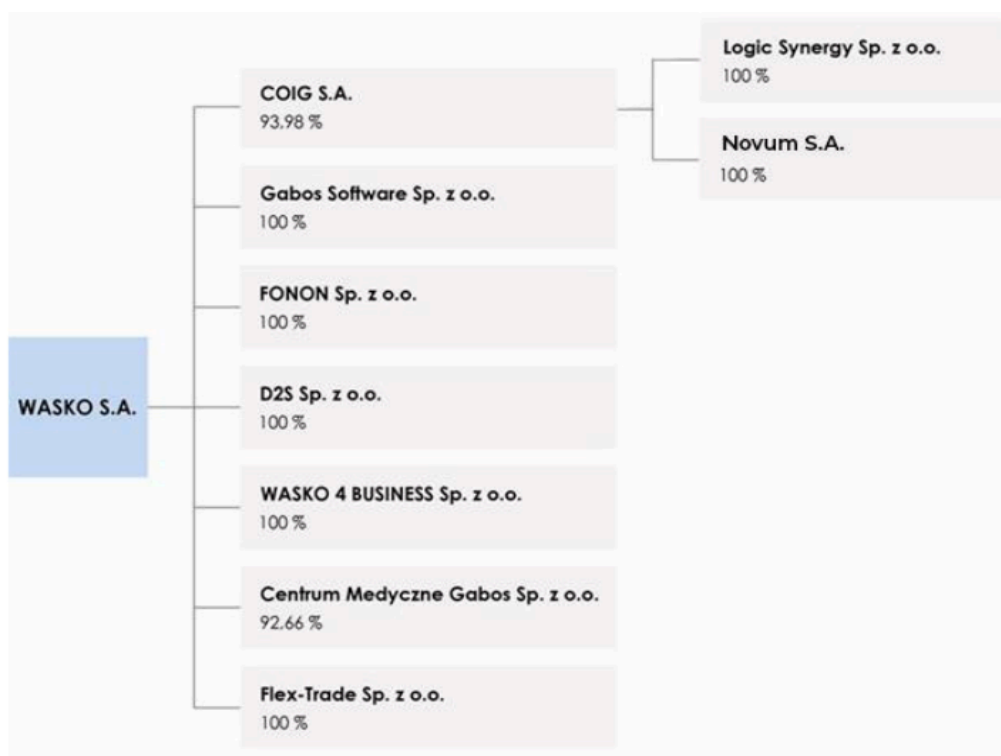 WASKO S.A.
COIG S.A.
93,98 %
Gabos Software Sp. z o.o.
100 %
FONON Sp. z o.o.
100 %
D2S Sp. z o.o.
100 %
WASKO 4 BUSINESS Sp. z o.o.
100 %
Centrum Medyczne Gabos Sp. z o.o.
92,66 %
Flex-Trade Sp. z o.o.
100 %
Logic Synergy Sp. z o.o.
100 %
Novum S.A.
100 %